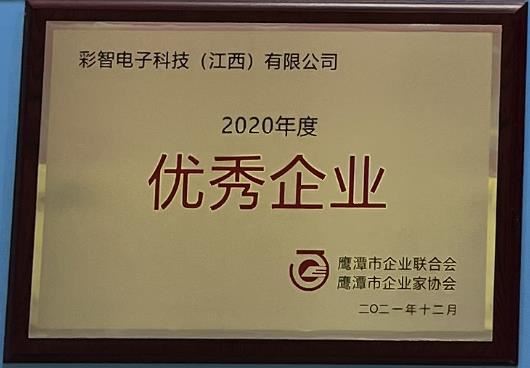 彩智电子科技（江西）有限公司
2020年度
优秀企业
鹰潭市企业联合会
鹰潭市企业家协会
二〇二一年十二月